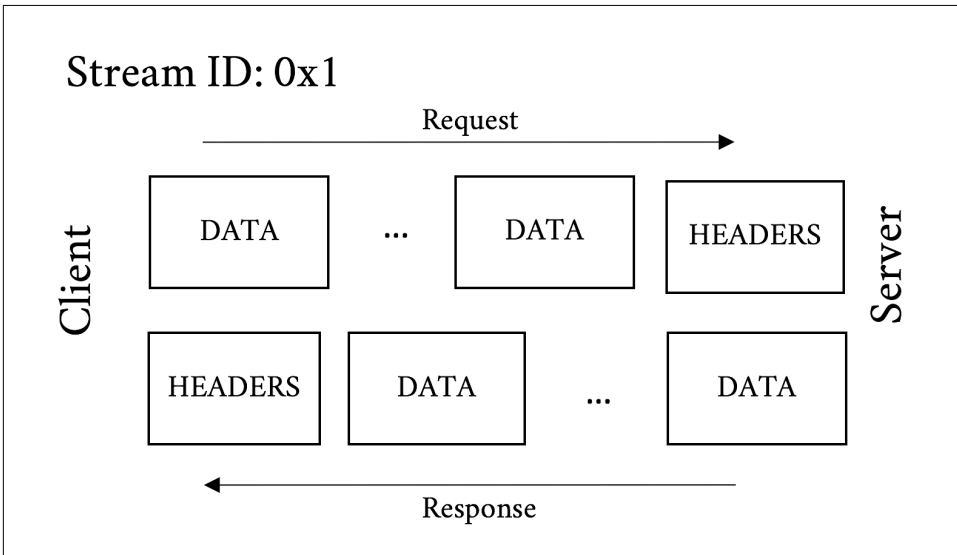 Stream ID: 0x1
Request
DATA ... DATA HEADERS
Client
Server
HEADERS DATA ... DATA
Response